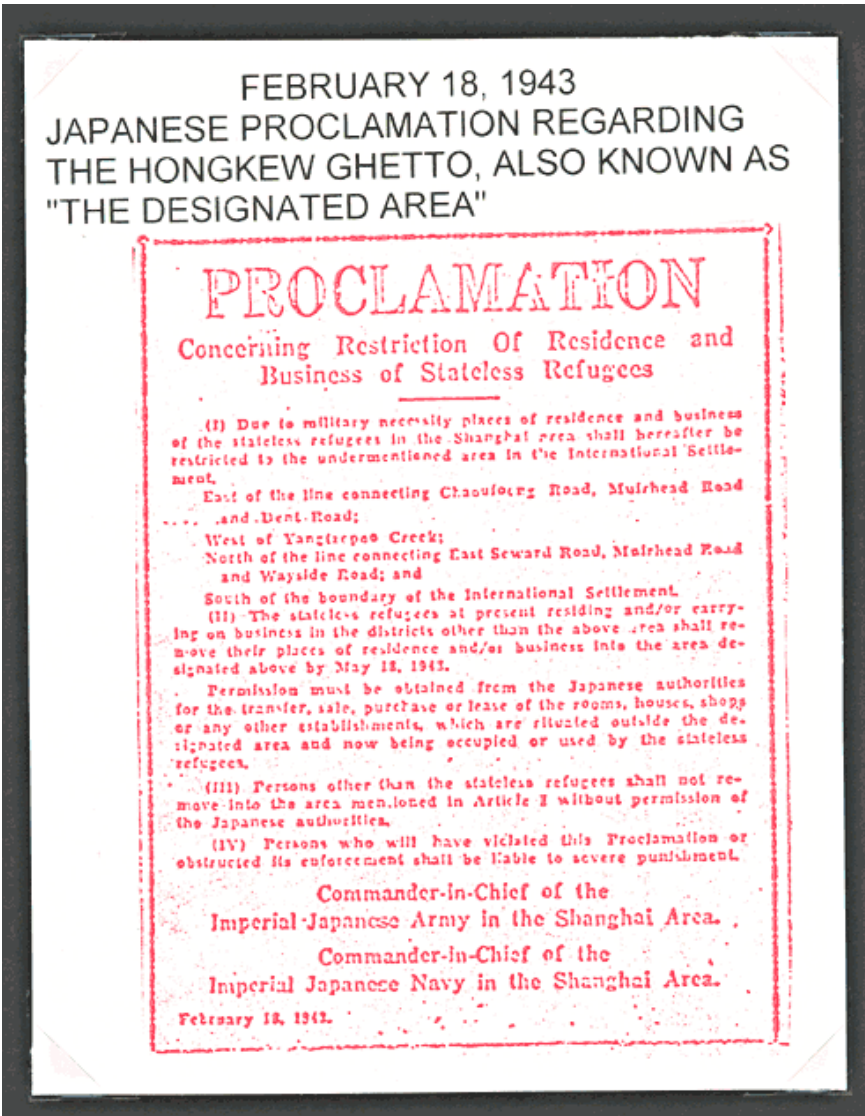 FEBRUARY 18, 1943
JAPANESE PROCLAMATION REGARDING
THE HONGKEW GHETTO, ALSO KNOWN AS
"THE DESIGNATED AREA"
PROCLAMATION
Concerning Restriction Of Residence and
Business of Stateless Refugees
(I) Due to military necessity places of residence and business
of the stateless refugees in the Shanghai area shall hereafter be
restricted to the undermentioned area in the International Settle-
ment.
East of the line connecting Chaoufoong Road, Muirhead Road
and Dent Road;
West of Yangtzepoo Creek;
North of the line connecting East Seward Road, Muirhead Road
and Wayside Road; and
South of the boundary of the International Settlement.
(II) The stateless refugees at present residing and/or carry-
ing on business in the districts other than the above area shall re-
move their places of residence and/or business into the area de-
signated above by May 18, 1943.
Permission must be obtained from the Japanese authorities
for the transfer, sale, purchase or lease of the rooms, houses, shops
or any other establishments, which are situated outside the de-
signated area and now being occupied or used by the stateless
refugees.
(III) Persons other than the stateless refugees shall not re-
move into the area mentioned in Article I without permission of
the Japanese authorities.
(IV) Persons who will have violated this Proclamation or
obstructed its enforcement shall be liable to severe punishment.
Commander-in-Chief of the
Imperial Japanese Army in the Shanghai Area.
Commander-in-Chief of the
Imperial Japanese Navy in the Shanghai Area.
February 18, 1943.